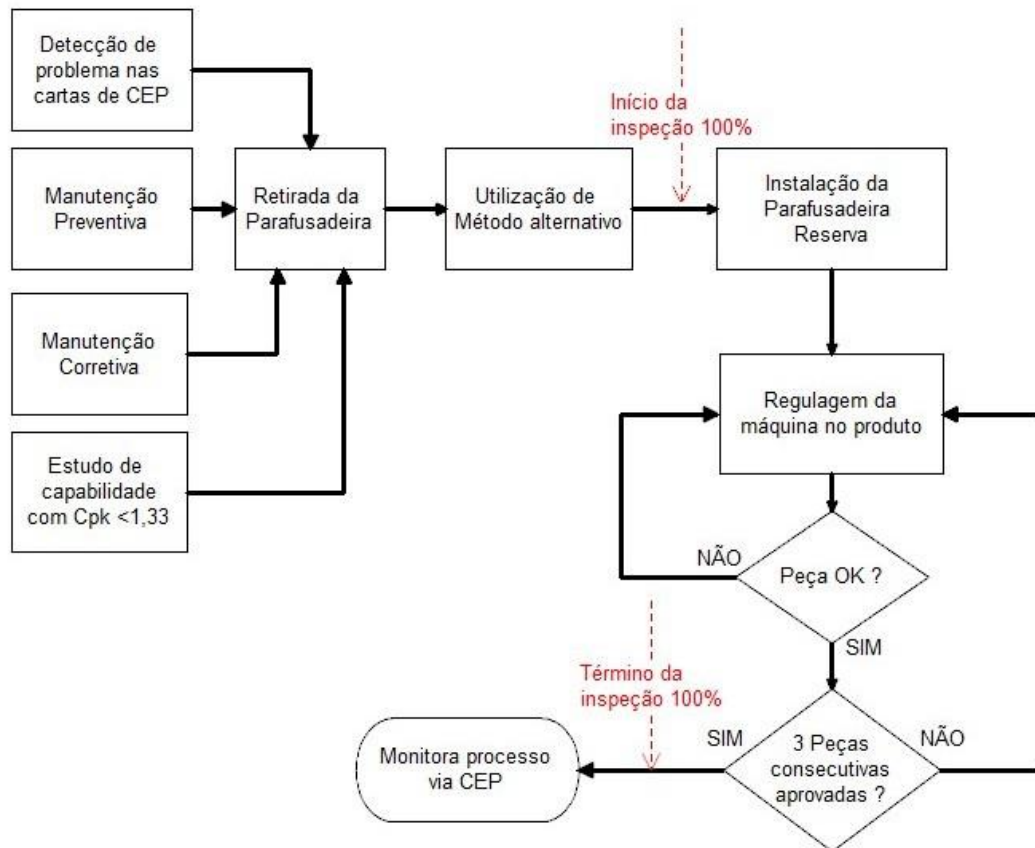 Detecção de
problema nas
cartas de CEP
Início da
inspeção 100%
Manutenção
Preventiva
Retirada da
Parafusadeira
Utilização de
Método alternativo
Instalação da
Parafusadeira
Reserva
Manutenção
Corretiva
Regulagem da
máquina no produto
Estudo de
capabilidade
com Cpk <1,33
NÃO
Peça OK ?
SIM
Término da
inspeção 100%
SIM
NÃO
3 Peças
consecutivas
aprovadas ?
Monitora processo
via CEP